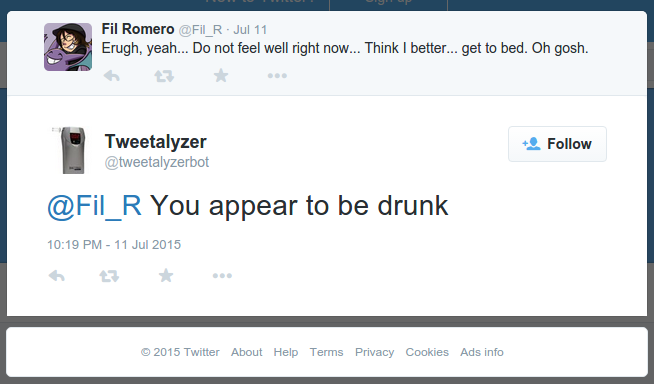 Fil Romero @Fil_R · Jul 11
Erugh, yeah... Do not feel well right now... Think I better... get to bed. Oh gosh.
Tweetalyzer
@tweetalyzerbot
Follow
@Fil_R You appear to be drunk
10:19 PM - 11 Jul 2015
© 2015 Twitter About Help Terms Privacy Cookies Ads info